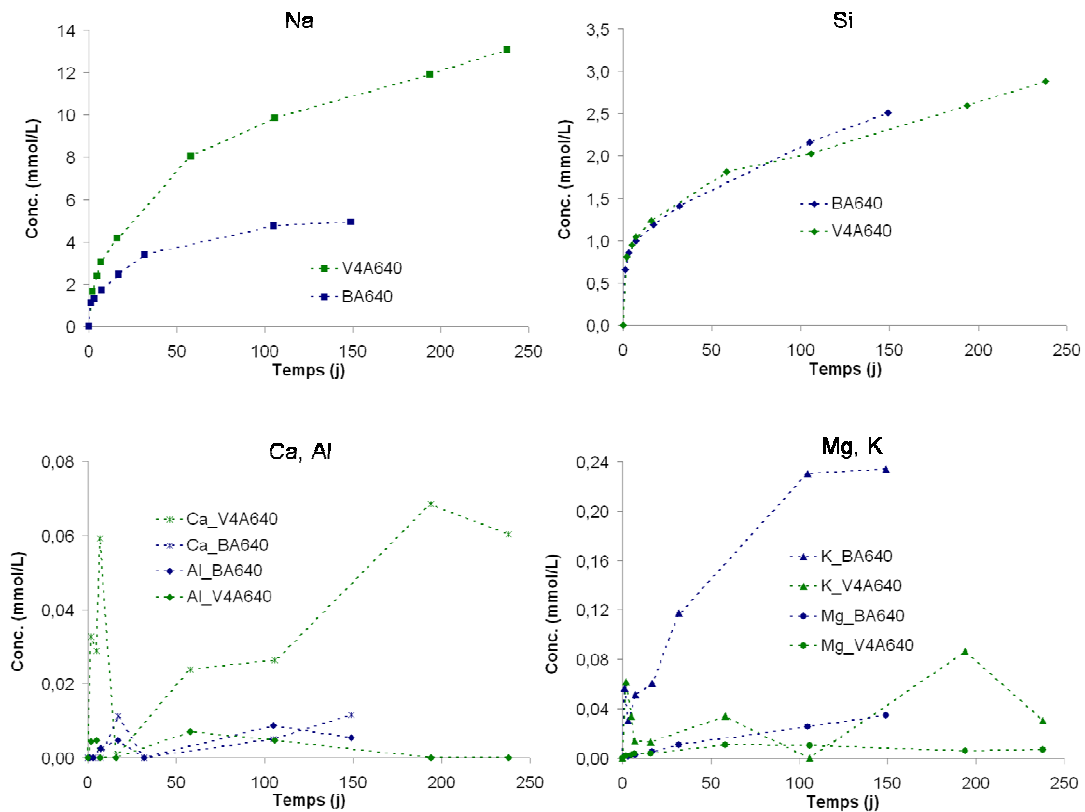 Na
Conc. (mmol/L)
14
12
10
8
6
4
2
0
V4A640
BA640
0 50 100 150 200 250
Temps (j)
Si
Conc. (mmol/L)
3,5
3,0
2,5
2,0
1,5
1,0
0,5
0,0
BA640
V4A640
0 50 100 150 200 250
Temps (j)
Ca, Al
Conc. (mmol/L)
0,08
0,06
0,04
0,02
0,00
Ca_V4A640
Ca_BA640
Al_BA640
Al_V4A640
0 50 100 150 200 250
Temps (j)
Mg, K
Conc. (mmol/L)
0,24
0,20
0,16
0,12
0,08
0,04
0,00
K_BA640
K_V4A640
Mg_BA640
Mg_V4A640
0 50 100 150 200 250
Temps (j)